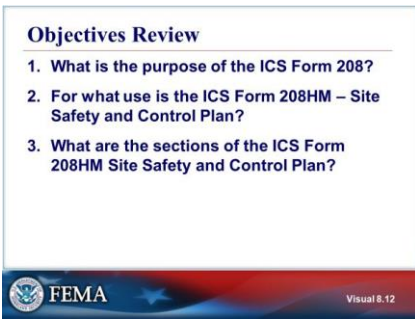 Objectives Review
1. What is the purpose of the ICS Form 208?
2. For what use is the ICS Form 208HM – Site
Safety and Control Plan?
3. What are the sections of the ICS Form
208HM Site Safety and Control Plan?
FEMA
Visual 8.12